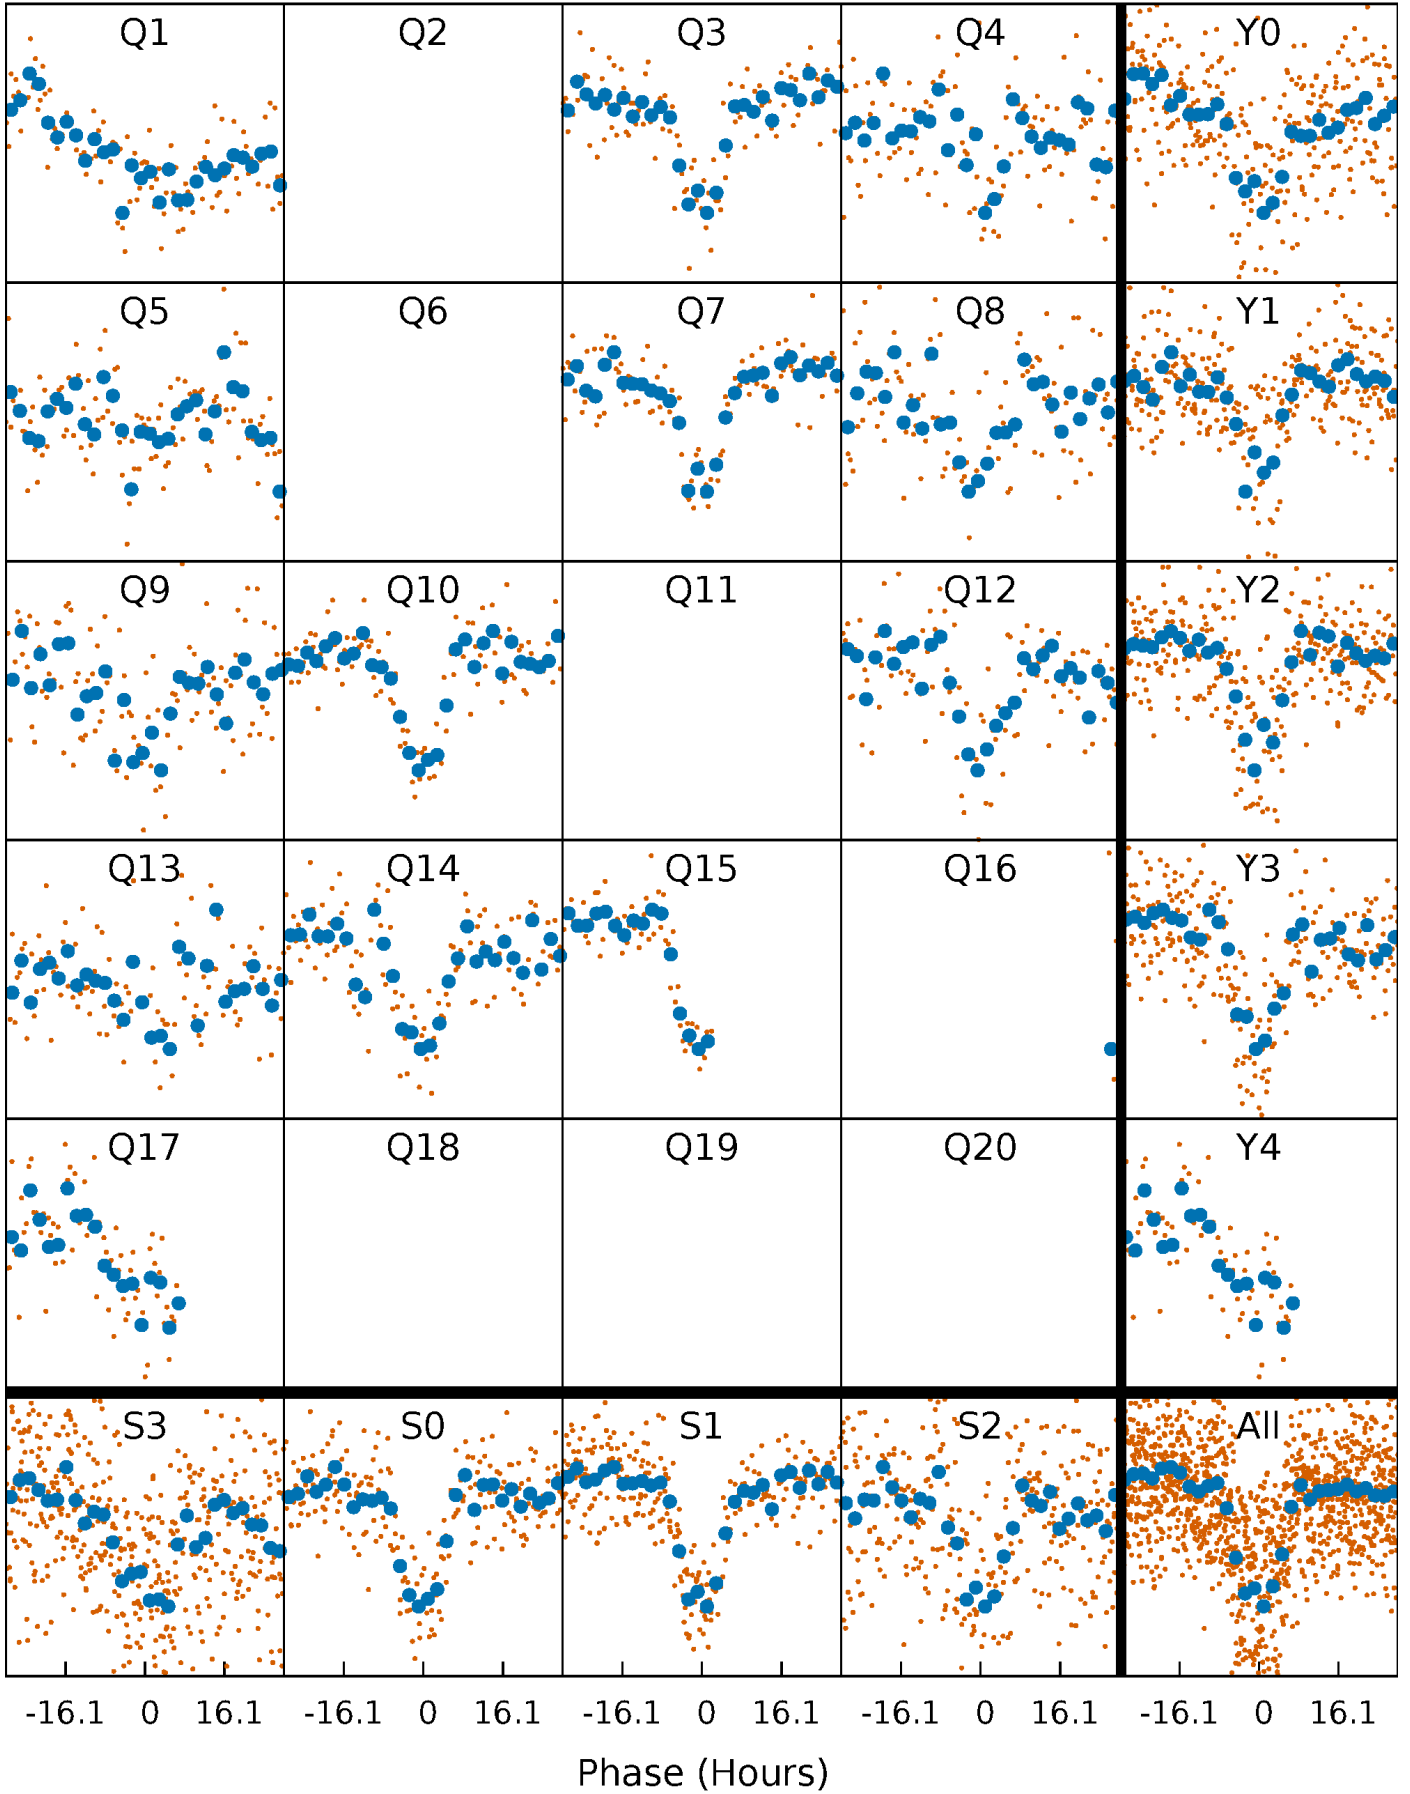 Q1 Q2 Q3 Q4 Y0
Q5 Q6 Q7 Q8 Y1
Q9 Q10 Q11 Q12 Y2
Q13 Q14 Q15 Q16 Y3
Q17 Q18 Q19 Q20 Y4
S3 S0 S1 S2 All
-16.1 0 16.1 -16.1 0 16.1 -16.1 0 16.1 -16.1 0 16.1 -16.1 0 16.1
Phase (Hours)